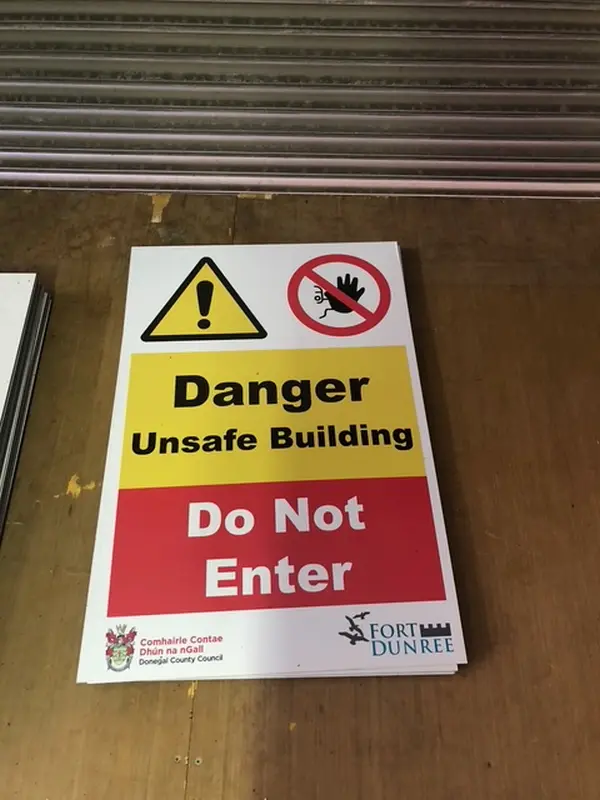 Danger
Unsafe Building
Do Not
Enter
Comhairle Contae
Dhún na nGall
Donegal County Council
FORT
DUNREE